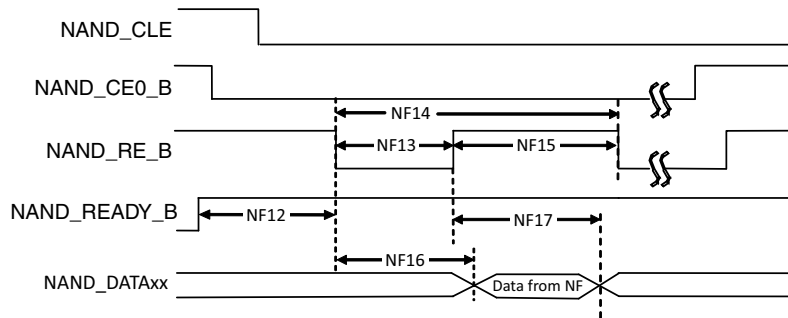 NAND_CLE
NAND_CE0_B
NF14
NAND_RE_B
NF13
NF15
NAND_READY_B
NF12
NF17
NF16
NAND_DATAxx
Data from NF